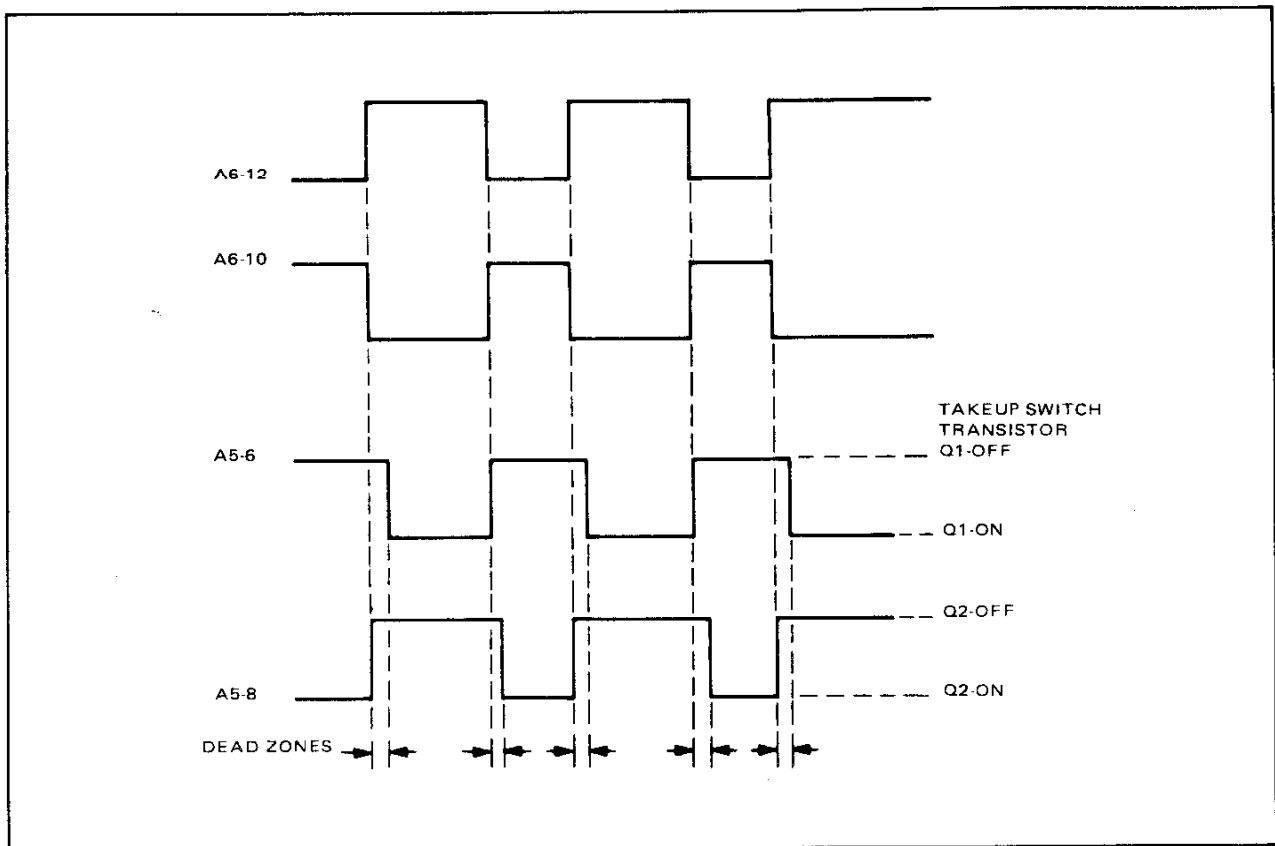 A6-12
A6-10
TAKEUP SWITCH
TRANSISTOR
A5-6
Q1-OFF
Q1-ON
Q2-OFF
A5-8
Q2-ON
DEAD ZONES